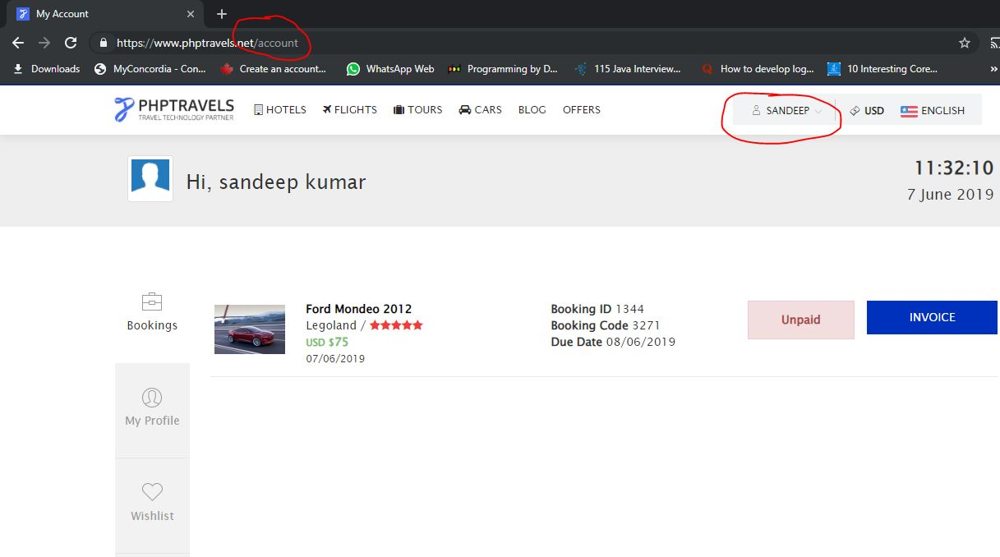 My Account
https://www.phptravels.net/account
Downloads MyConcordia - Con... Create an account... WhatsApp Web Programming by D... 115 Java Interview... How to develop log... 10 Interesting Core... »
PHPTRAVELS
TRAVEL TECHNOLOGY PARTNER
HOTELS FLIGHTS TOURS CARS BLOG OFFERS
SANDEEP USD ENGLISH
Hi, sandeep kumar
11:32:10
7 June 2019
Bookings
My Profile
Wishlist
Ford Mondeo 2012
Legoland /
USD $75
07/06/2019
Booking ID 1344
Booking Code 3271
Due Date 08/06/2019
Unpaid
INVOICE